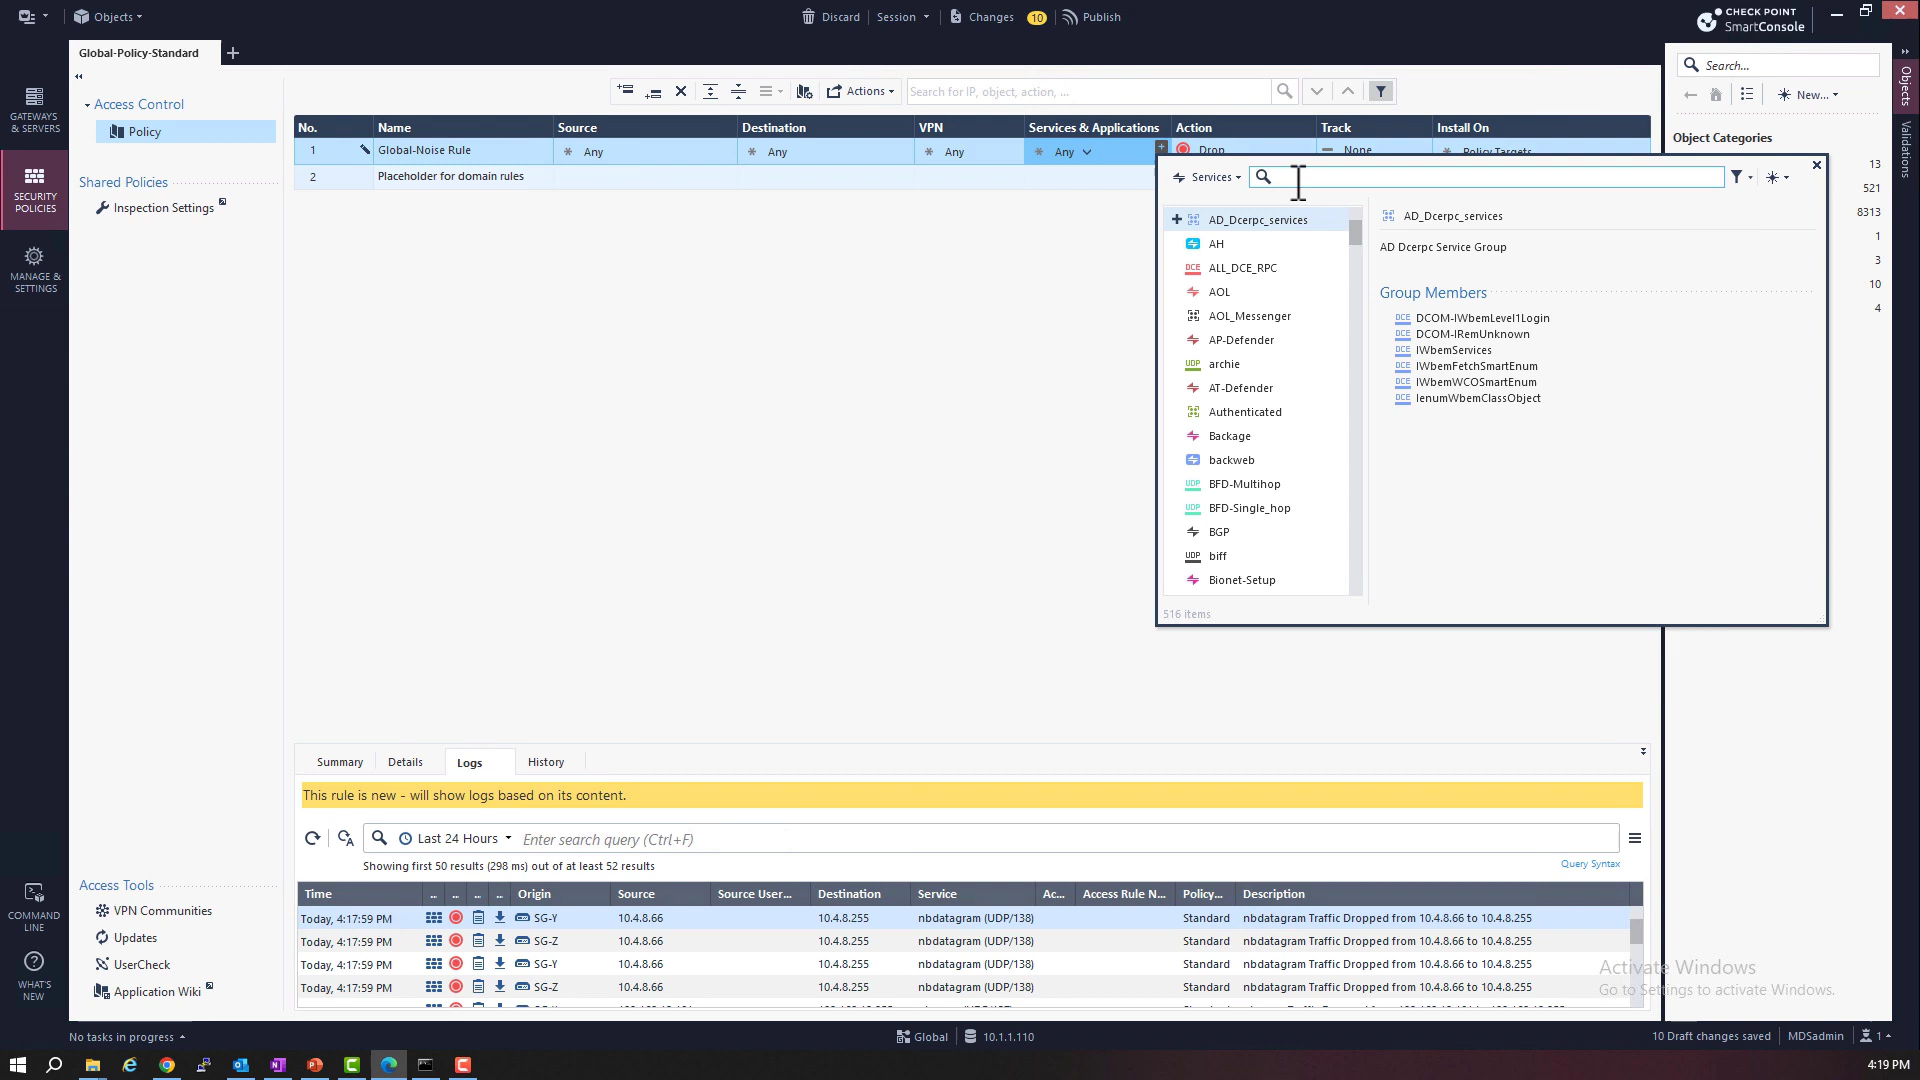 Objects
Discard
Session
Changes
10
Publish
CHECK POINT
SmartConsole
Global-Policy-Standard
Search...
GATEWAYS
& SERVERS
SECURITY
POLICIES
MANAGE &
SETTINGS
COMMAND
LINE
WHAT'S
NEW
Access Control
Policy
Shared Policies
Inspection Settings
Actions
Search for IP, object, action, ...
New...
Objects
Validations
Object Categories
13
521
8313
1
3
10
4
No. Name Source Destination VPN Services & Applications Action Track Install On
1 Global-Noise Rule Any Any Any Any Drop None Policy Targets
2 Placeholder for domain rules
Services
AD_Dcerpc_services
AH
ALL_DCE_RPC
AOL
AOL_Messenger
AP-Defender
archie
AT-Defender
Authenticated
Backage
backweb
BFD-Multihop
BFD-Single_hop
BGP
biff
Bionet-Setup
516 items
AD_Dcerpc_services
AD Dcerpc Service Group
Group Members
DCE DCOM-IWbemLevel1Login
DCE DCOM-IRemUnknown
DCE IWbemServices
DCE IWbemFetchSmartEnum
DCE IWbemWCOSmartEnum
DCE IenumWbemClassObject
Summary Details Logs History
This rule is new - will show logs based on its content.
Last 24 Hours Enter search query (Ctrl+F)
Showing first 50 results (298 ms) out of at least 52 results
Query Syntax
Time .. .. .. .. Origin Source Source User... Destination Service Ac... Access Rule N... Policy... Description
Today, 4:17:59 PM SG-Y 10.4.8.66 10.4.8.255 nbdatagram (UDP/138) Standard nbdatagram Traffic Dropped from 10.4.8.66 to 10.4.8.255
Today, 4:17:59 PM SG-Z 10.4.8.66 10.4.8.255 nbdatagram (UDP/138) Standard nbdatagram Traffic Dropped from 10.4.8.66 to 10.4.8.255
Today, 4:17:59 PM SG-Y 10.4.8.66 10.4.8.255 nbdatagram (UDP/138) Standard nbdatagram Traffic Dropped from 10.4.8.66 to 10.4.8.255
Today, 4:17:59 PM SG-Z 10.4.8.66 10.4.8.255 nbdatagram (UDP/138) Standard nbdatagram Traffic Dropped from 10.4.8.66 to 10.4.8.255
Access Tools
VPN Communities
Updates
UserCheck
Application Wiki
Activate Windows
Go to Settings to activate Windows.
No tasks in progress
Global
10.1.1.110
10 Draft changes saved
MDSadmin
1
4:19 PM